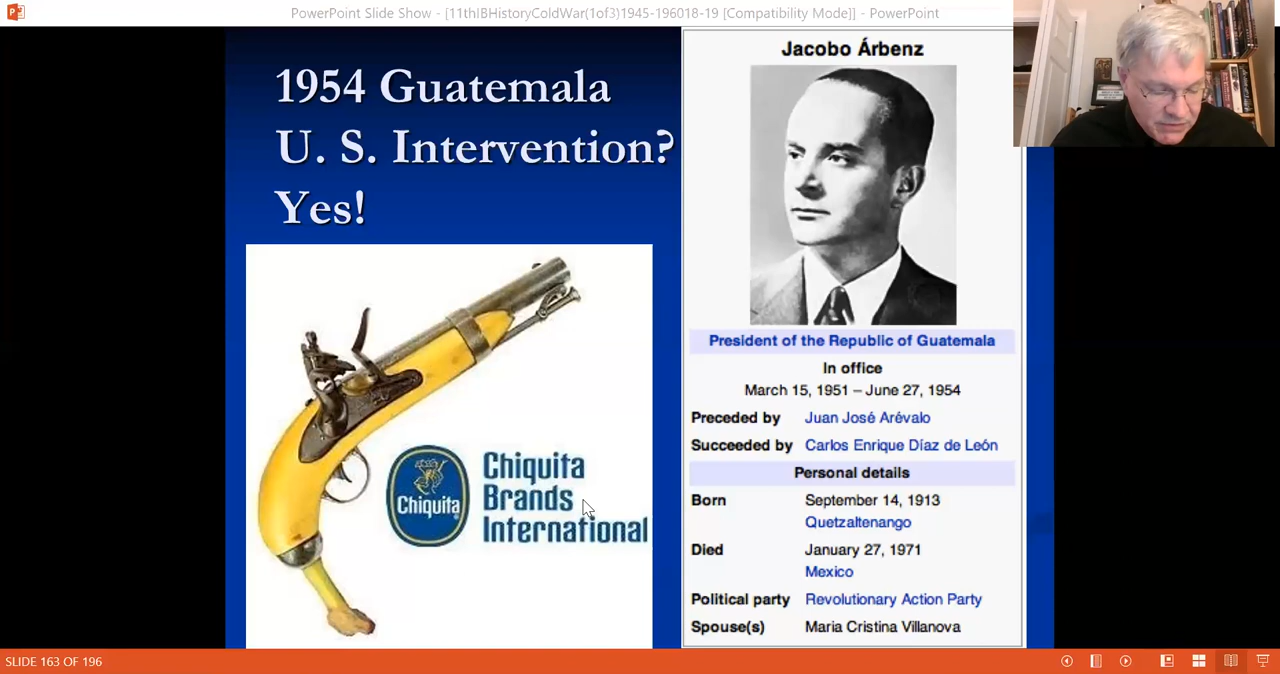 PowerPoint Slide Show - [11thIBHistoryColdWar(1of3)1945-196018-19 [Compatibility Mode]] - PowerPoint
1954 Guatemala
U. S. Intervention?
Yes!
Chiquita
Chiquita
Brands
International
Jacobo Árbenz
President of the Republic of Guatemala
In office
March 15, 1951 – June 27, 1954
Preceded by Juan José Arévalo
Succeeded by Carlos Enrique Díaz de León
Personal details
Born September 14, 1913
Quetzaltenango
Died January 27, 1971
Mexico
Political party Revolutionary Action Party
Spouse(s) Maria Cristina Villanova
SLIDE 163 OF 196